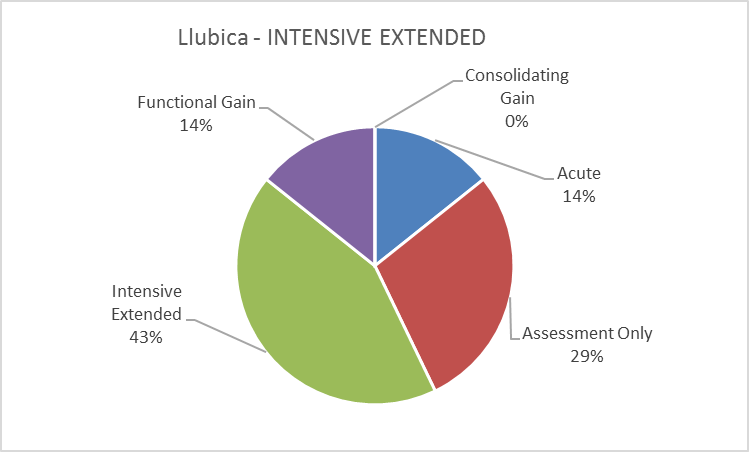 Llubica - INTENSIVE EXTENDED
Consolidating
Gain
0%
Functional Gain
14%
Acute
14%
Intensive
Extended
43%
Assessment Only
29%